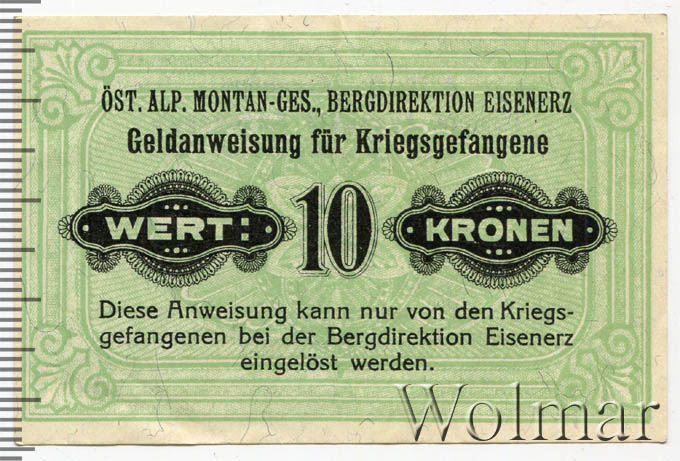 ÖST. ALP. MONTAN-GES., BERGDIREKTION EISENERZ
Geldanweisung für Kriegsgefangene
WERT: 10 KRONEN
Diese Anweisung kann nur von den Kriegs-
gefangenen bei der Bergdirektion Eisenerz
eingelöst werden.
Wolmar